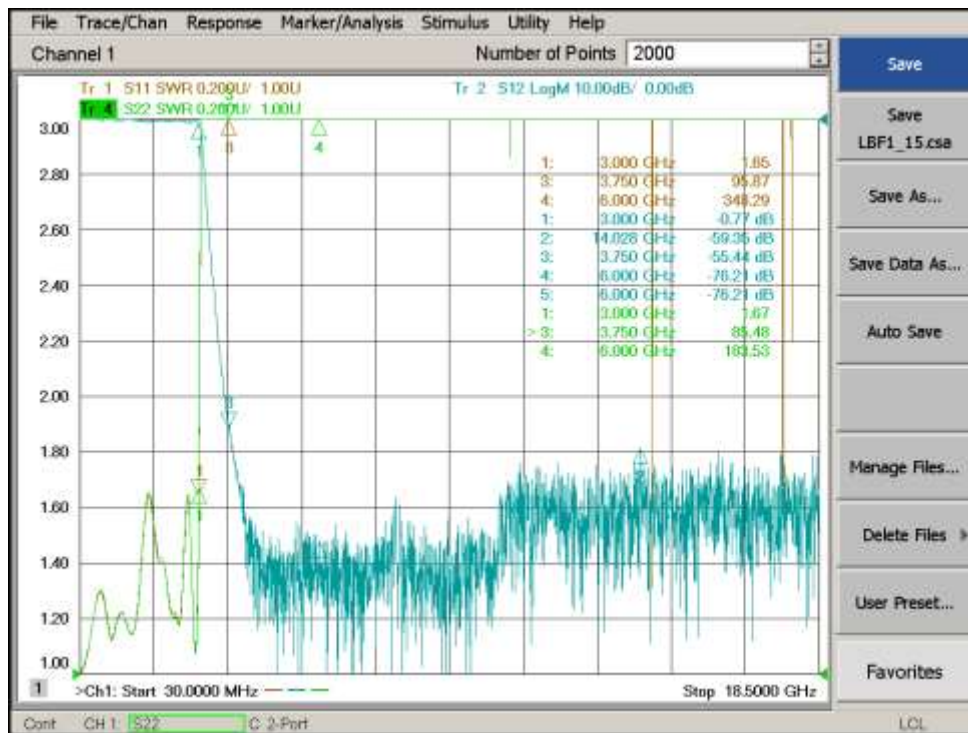 File Trace/Chan Response Marker/Analysis Stimulus Utility Help
Channel 1 Number of Points 2000
Tr 1 S11 SWR 0.200U/ 1.00U Tr 2 S12 LogM 10.00dB/ 0.00dB
Tr 4 S22 SWR 0.200U/ 1.00U
3.00
2.80
2.60
2.40
2.20
2.00
1.80
1.60
1.40
1.20
1.00
1: 3.000 GHz 1.65
3: 3.750 GHz 95.87
4: 6.000 GHz 348.29
1: 3.000 GHz -0.77 dB
2: 14.028 GHz -59.35 dB
3: 3.750 GHz -55.44 dB
4: 6.000 GHz -76.21 dB
5: 6.000 GHz -76.21 dB
1: 3.000 GHz 1.67
> 3: 3.750 GHz 85.48
4: 6.000 GHz 183.53
3
1
3
4
3
1 >Ch1: Start 30.0000 MHz Stop 18.5000 GHz
Cont CH 1: S22 C 2-Port LCL
Save
Save
LBF1_15.csa
Save As...
Save Data As...
Auto Save
Manage Files...
Delete Files
User Preset...
Favorites